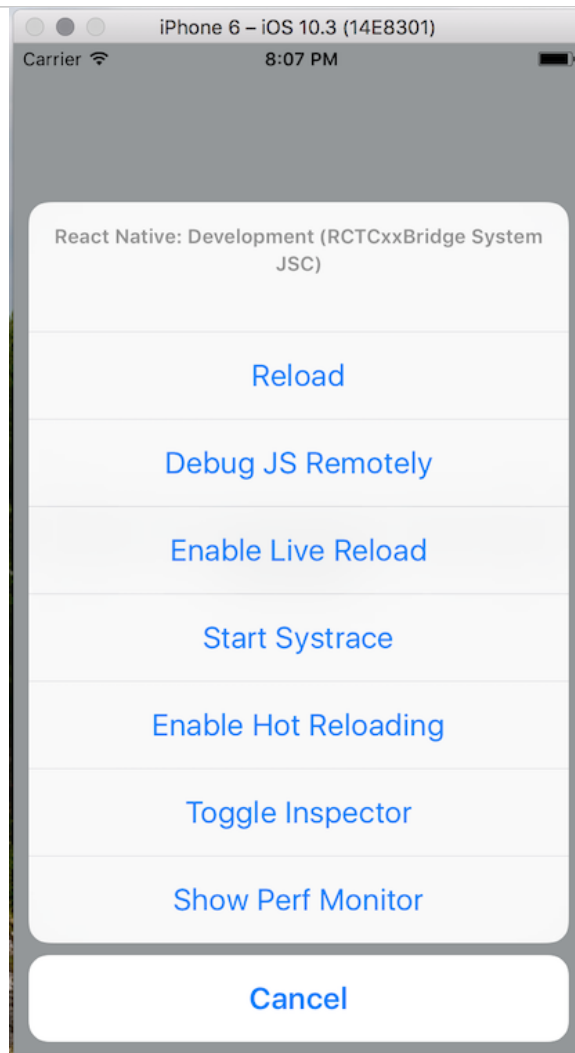 iPhone 6 – iOS 10.3 (14E8301)
Carrier 8:07 PM
React Native: Development (RCTCxxBridge System
JSC)
Reload
Debug JS Remotely
Enable Live Reload
Start Systrace
Enable Hot Reloading
Toggle Inspector
Show Perf Monitor
Cancel